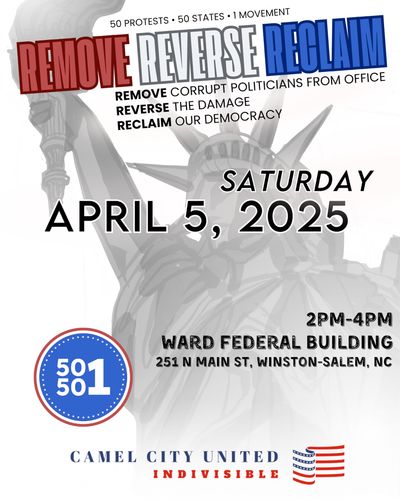 50 PROTESTS • 50 STATES • 1 MOVEMENT
REMOVE REVERSE RECLAIM
REMOVE CORRUPT POLITICIANS FROM OFFICE
REVERSE THE DAMAGE
RECLAIM OUR DEMOCRACY
SATURDAY
APRIL 5, 2025
2PM-4PM
WARD FEDERAL BUILDING
251 N MAIN ST, WINSTON-SALEM, NC
50
50
1
CAMEL CITY UNITED
INDIVISIBLE